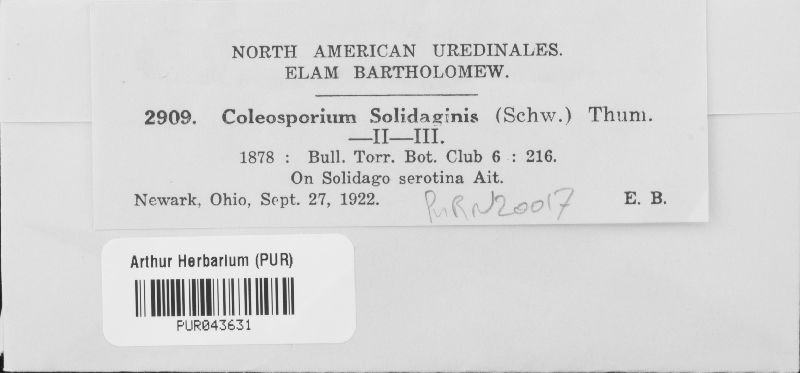 NORTH AMERICAN UREDINALES.
ELAM BARTHOLOMEW.
2909. Coleosporium Solidaginis (Schw.) Thum.
—II—III.
1878 : Bull. Torr. Bot. Club 6 : 216.
On Solidago serotina Ait.
Newark, Ohio, Sept. 27, 1922. PURN20017 E. B.
Arthur Herbarium (PUR)
PUR043631